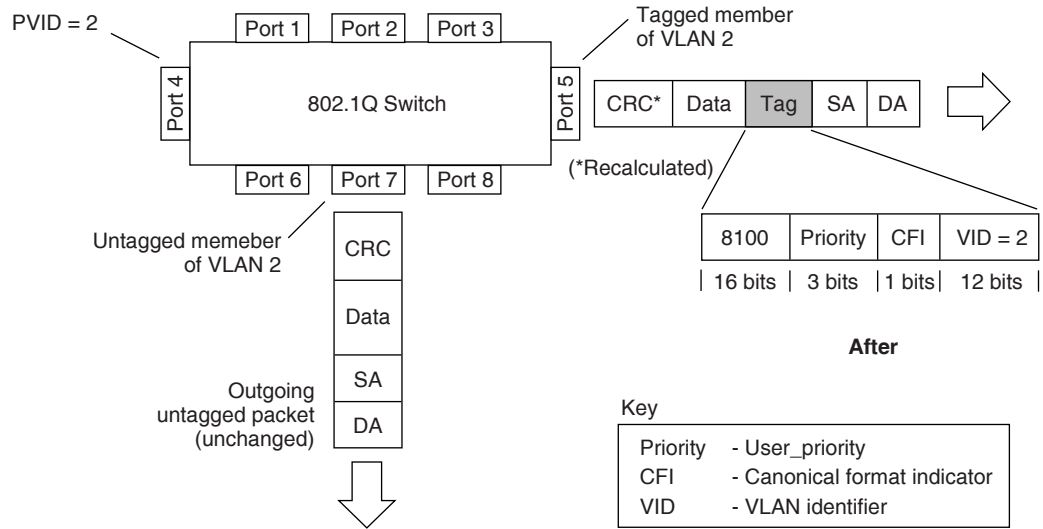 PVID = 2
Port 1
Port 2
Port 3
Tagged member
of VLAN 2
Port 4
802.1Q Switch
Port 5
CRC*
Data
Tag
SA
DA
(*Recalculated)
Port 6
Port 7
Port 8
Untagged memeber
of VLAN 2
8100
Priority
CFI
VID = 2
16 bits
3 bits
1 bits
12 bits
CRC
Data
SA
DA
Outgoing
untagged packet
(unchanged)
After
Key
Priority - User_priority
CFI - Canonical format indicator
VID - VLAN identifier